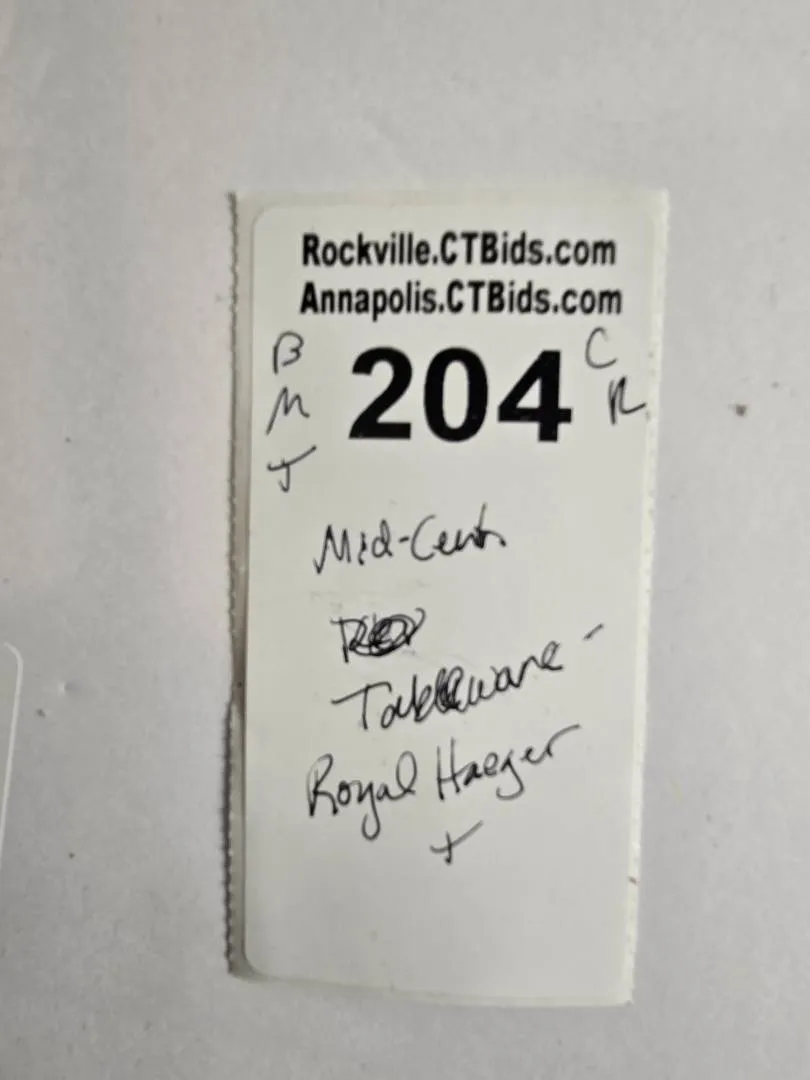 Rockville.CTBids.com
Annapolis.CTBids.com
B
M
J
204
C
R
Mid-Cent
Tableware -
Royal Haeger
+